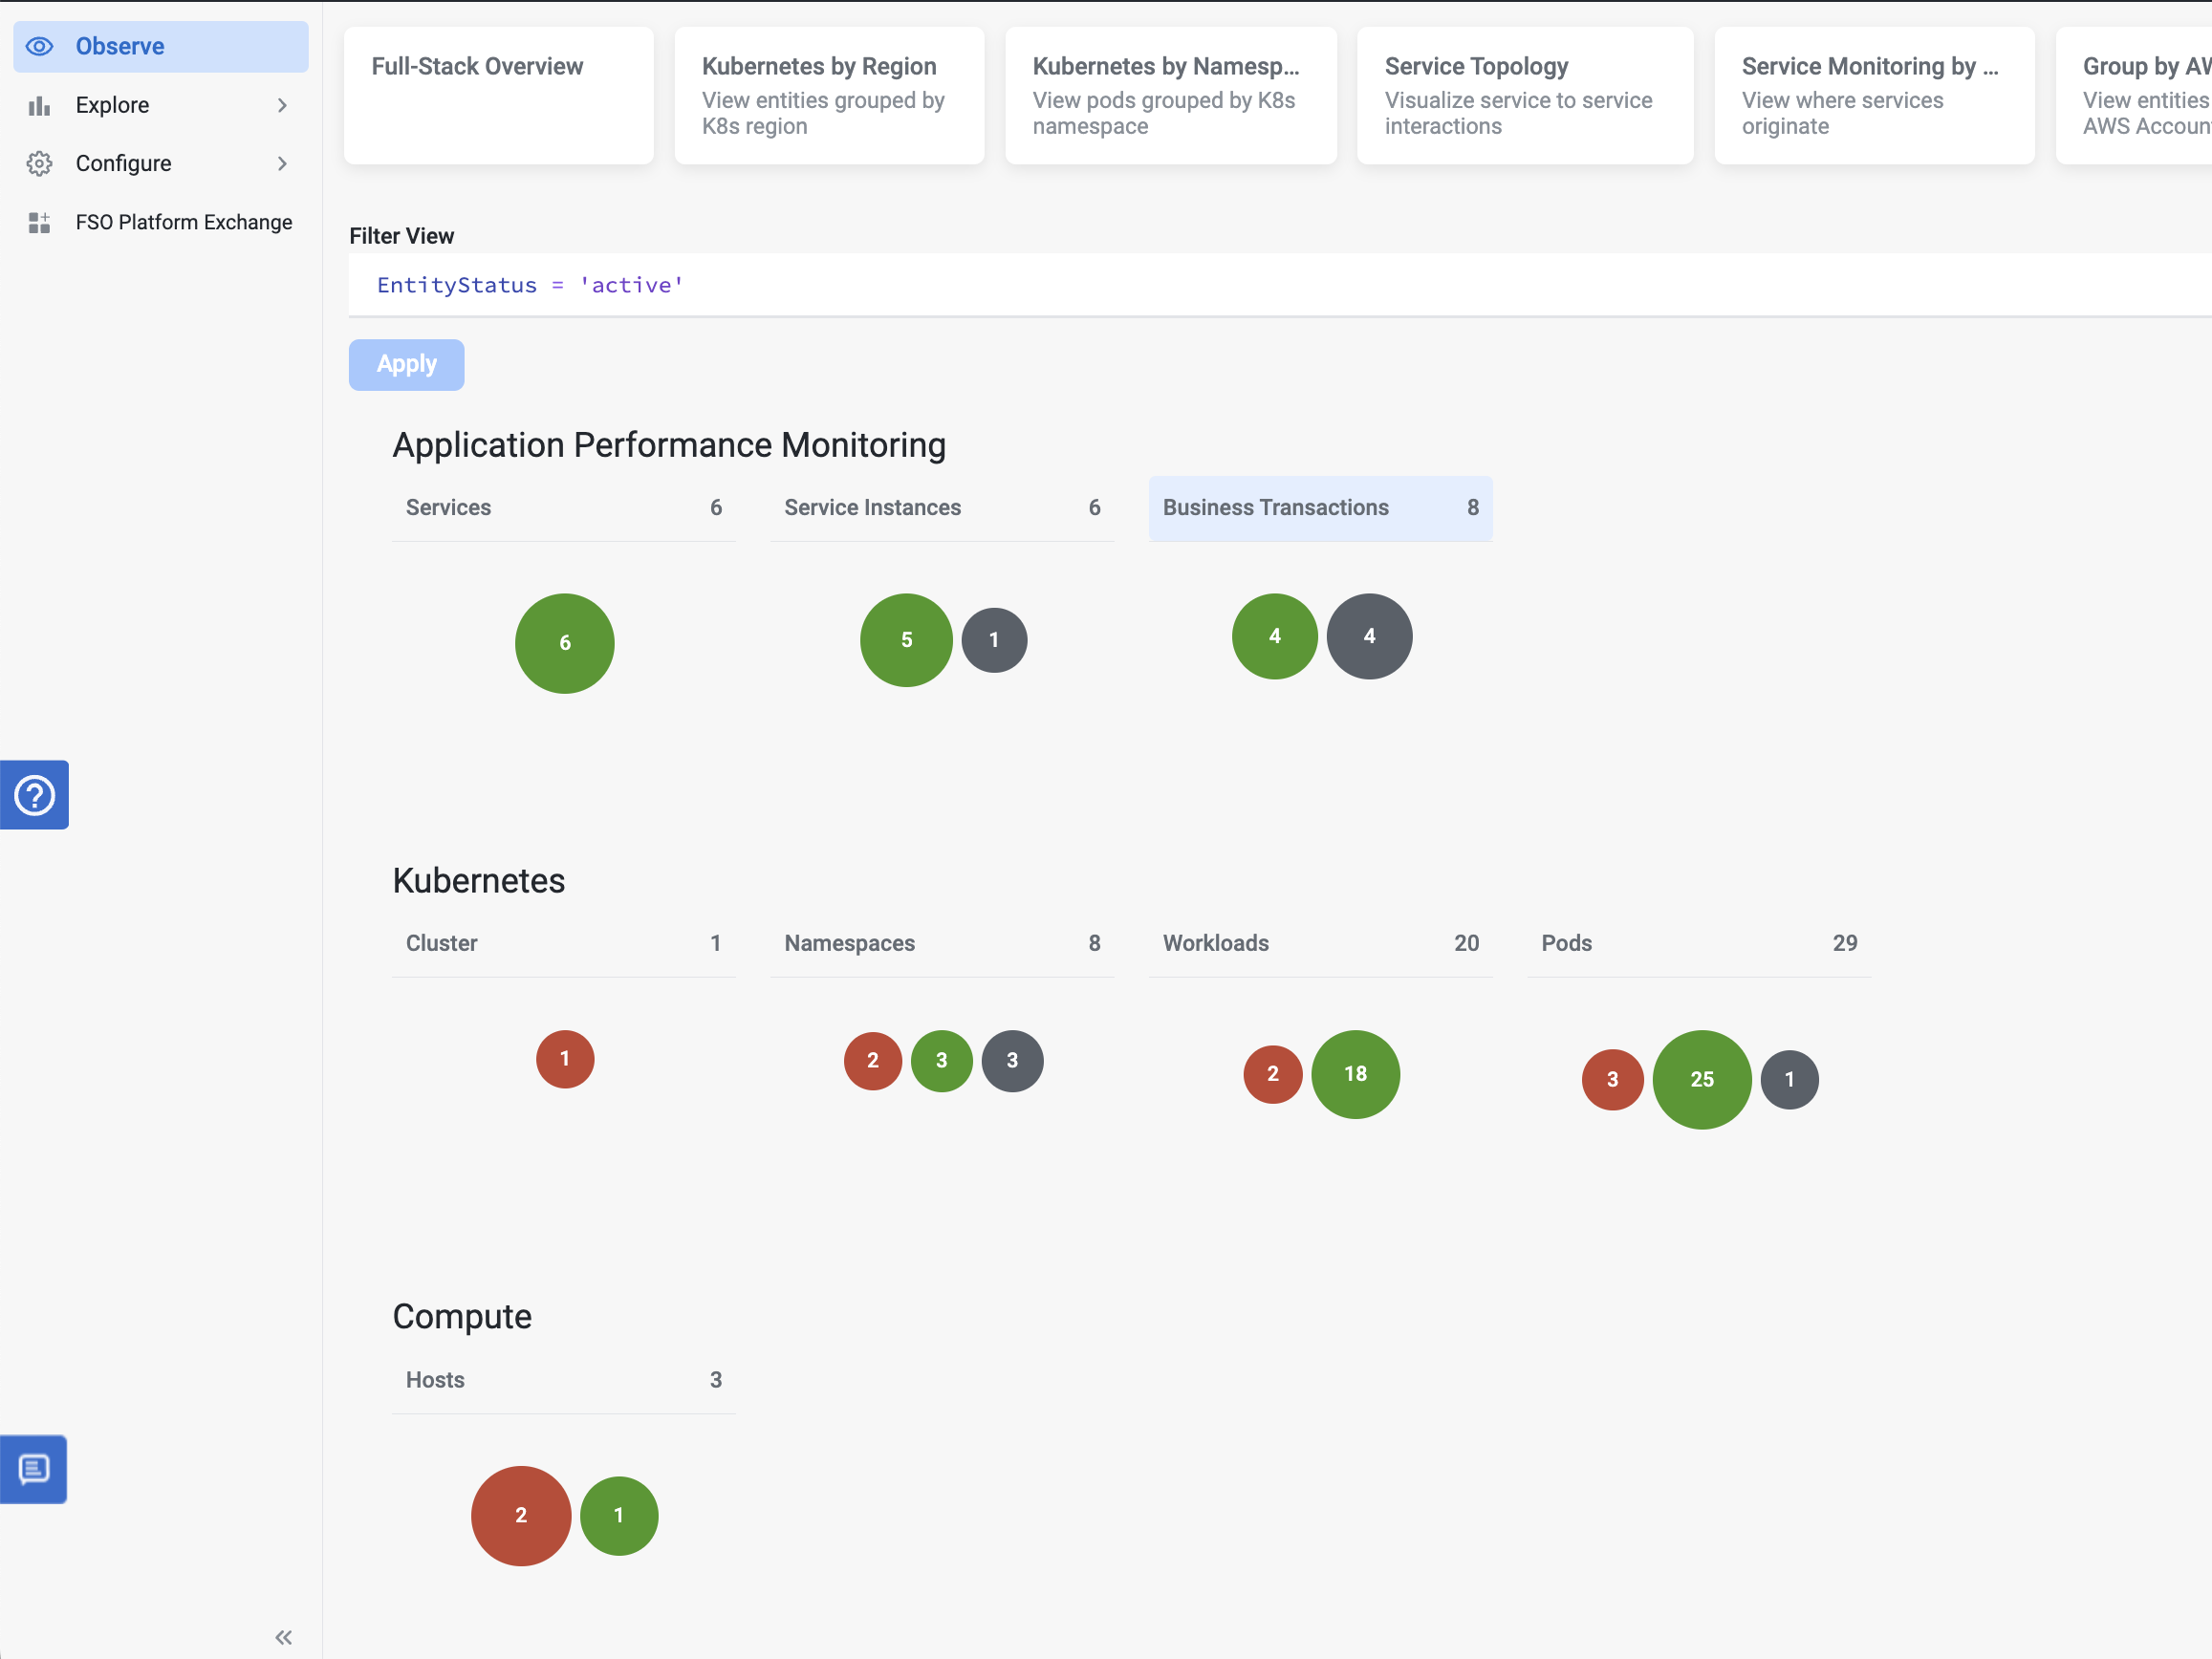 Observe
Explore
Configure
FSO Platform Exchange
Full-Stack Overview
Kubernetes by Region
View entities grouped by
K8s region
Kubernetes by Namesp...
View pods grouped by K8s
namespace
Service Topology
Visualize service to service
interactions
Service Monitoring by ...
View where services
originate
Group by AW
View entities
AWS Accoun
Filter View
EntityStatus = 'active'
Apply
Application Performance Monitoring
Services 6
Service Instances 6
Business Transactions 8
6
5 1
4 4
Kubernetes
Cluster 1
Namespaces 8
Workloads 20
Pods 29
1
2 3 3
2 18
3 25 1
Compute
Hosts 3
2 1